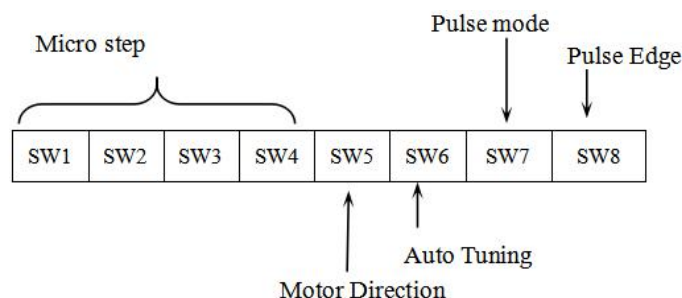 Pulse mode
Micro step
Pulse Edge
SW1 SW2 SW3 SW4 SW5 SW6 SW7 SW8
Auto Tuning
Motor Direction